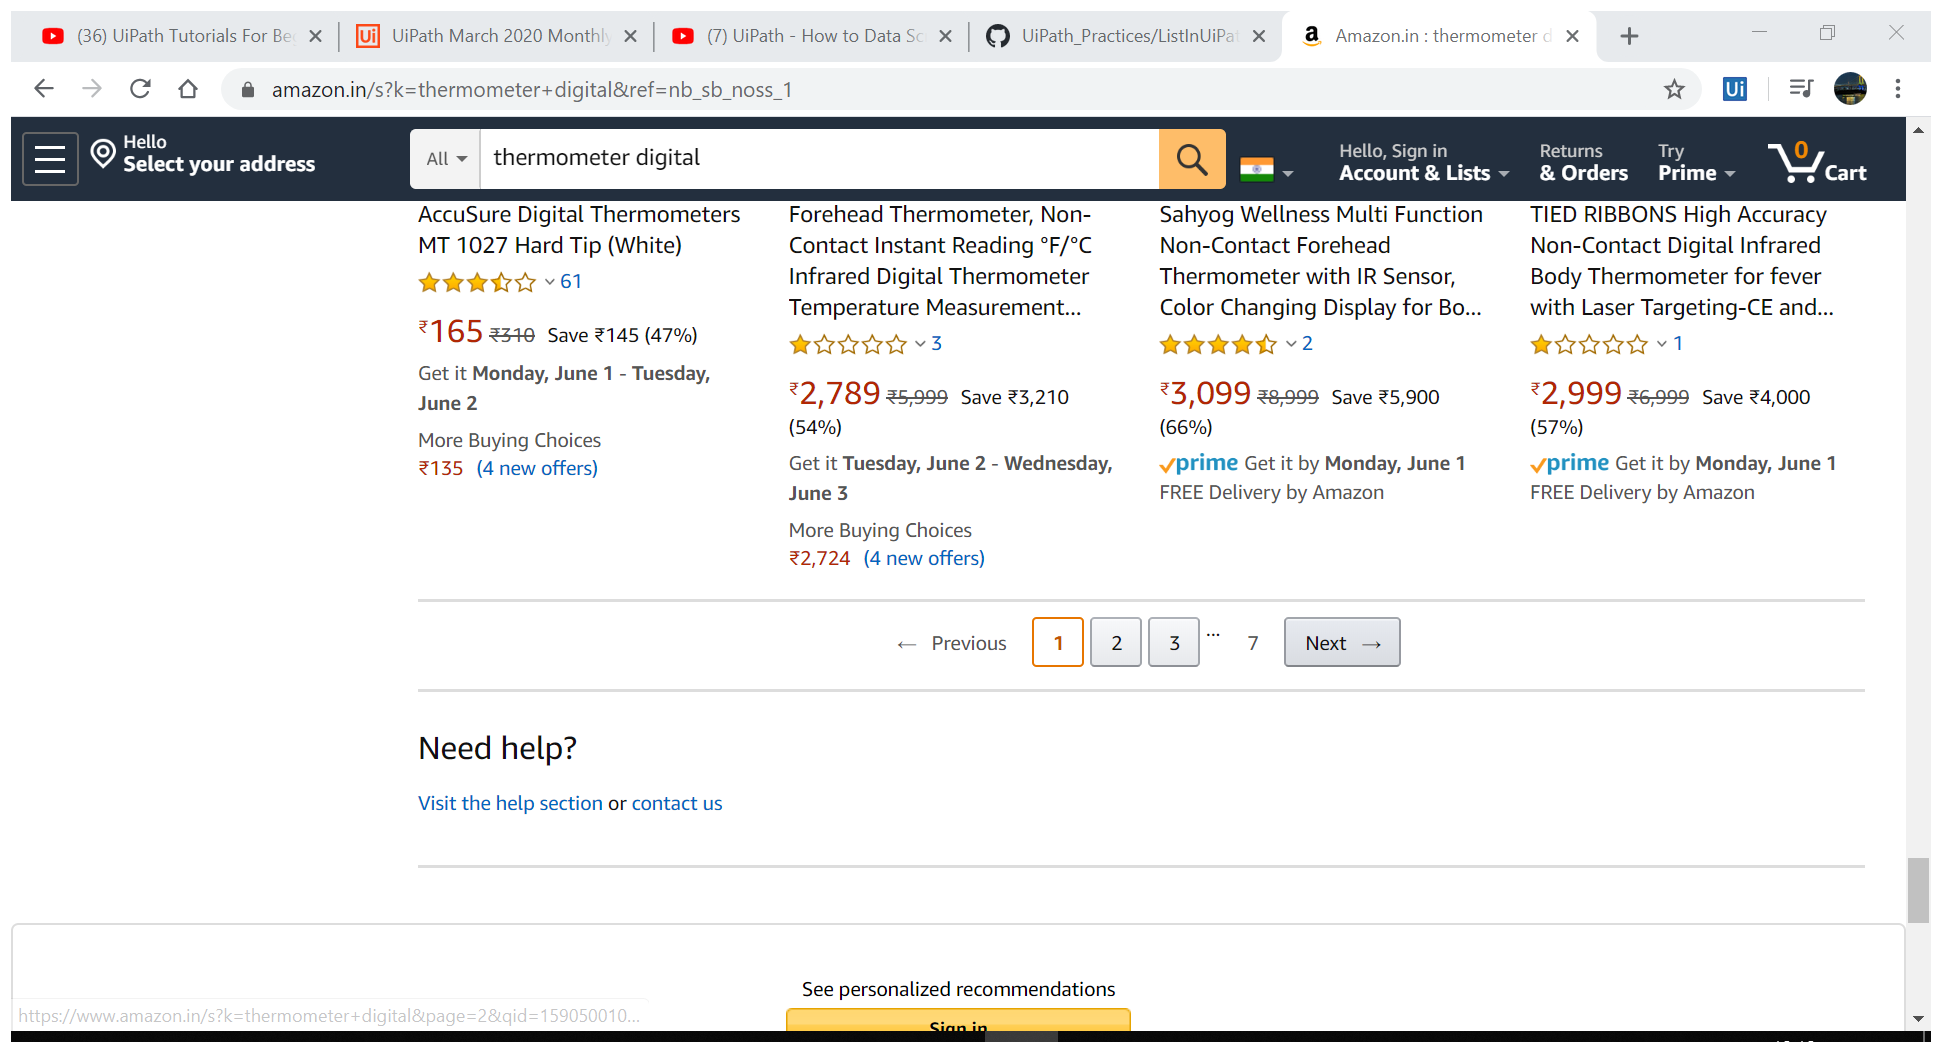 (36) UiPath Tutorials For Be
UiPath March 2020 Monthly
(7) UiPath - How to Data Sc
UiPath_Practices/ListInUiPat
Amazon.in : thermometer d
amazon.in/s?k=thermometer+digital&ref=nb_sb_noss_1
Ui
Hello
Select your address
All
thermometer digital
Hello, Sign in
Account & Lists
Returns
& Orders
Try
Prime
0
Cart
AccuSure Digital Thermometers
MT 1027 Hard Tip (White)
61
₹165 ₹310 Save ₹145 (47%)
Get it Monday, June 1 - Tuesday,
June 2
More Buying Choices
₹135 (4 new offers)
Forehead Thermometer, Non-
Contact Instant Reading °F/°C
Infrared Digital Thermometer
Temperature Measurement...
3
₹2,789 ₹5,999 Save ₹3,210
(54%)
Get it Tuesday, June 2 - Wednesday,
June 3
More Buying Choices
₹2,724 (4 new offers)
Sahyog Wellness Multi Function
Non-Contact Forehead
Thermometer with IR Sensor,
Color Changing Display for Bo...
2
₹3,099 ₹8,999 Save ₹5,900
(66%)
prime Get it by Monday, June 1
FREE Delivery by Amazon
TIED RIBBONS High Accuracy
Non-Contact Digital Infrared
Body Thermometer for fever
with Laser Targeting-CE and...
1
₹2,999 ₹6,999 Save ₹4,000
(57%)
prime Get it by Monday, June 1
FREE Delivery by Amazon
← Previous 1 2 3 ... 7 Next →
Need help?
Visit the help section or contact us
See personalized recommendations
Sign in
https://www.amazon.in/s?k=thermometer+digital&page=2&qid=159050010...